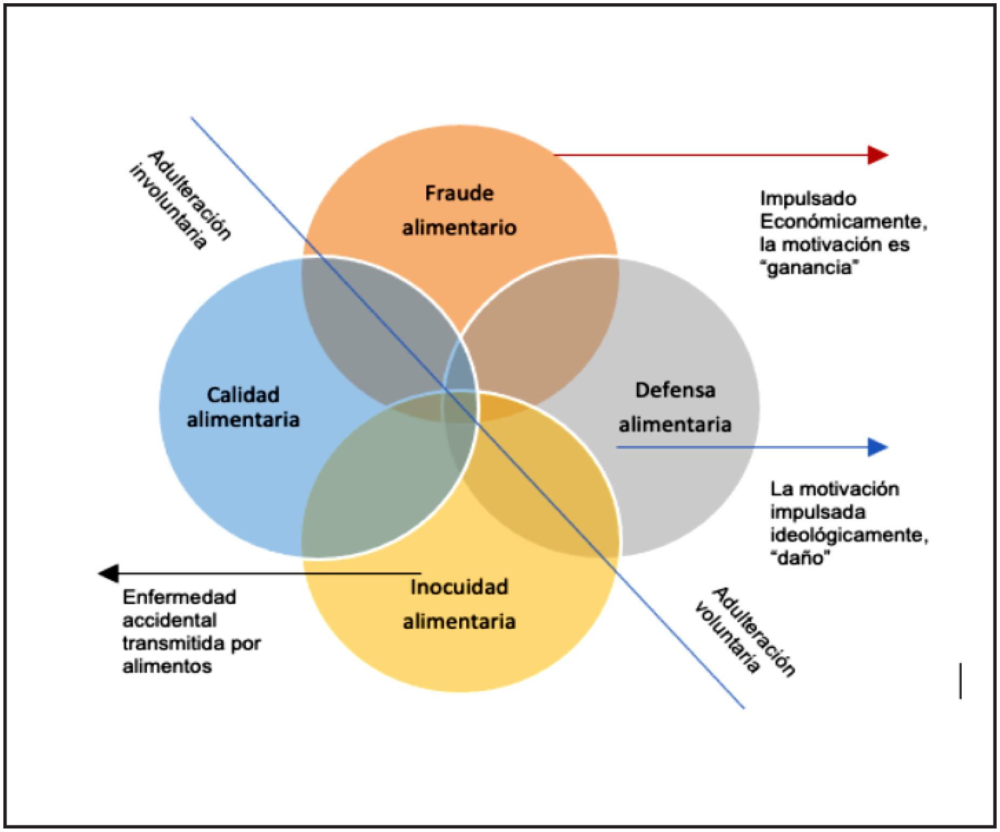 Adulteración
involuntaria
Fraude
alimentario
Impulsado
Económicamente,
la motivación es
“ganancia”
Calidad
alimentaria
Defensa
alimentaria
La motivación
impulsada
ideológicamente,
“daño”
Inocuidad
alimentaria
Enfermedad
accidental
transmitida por
alimentos
Adulteración
voluntaria